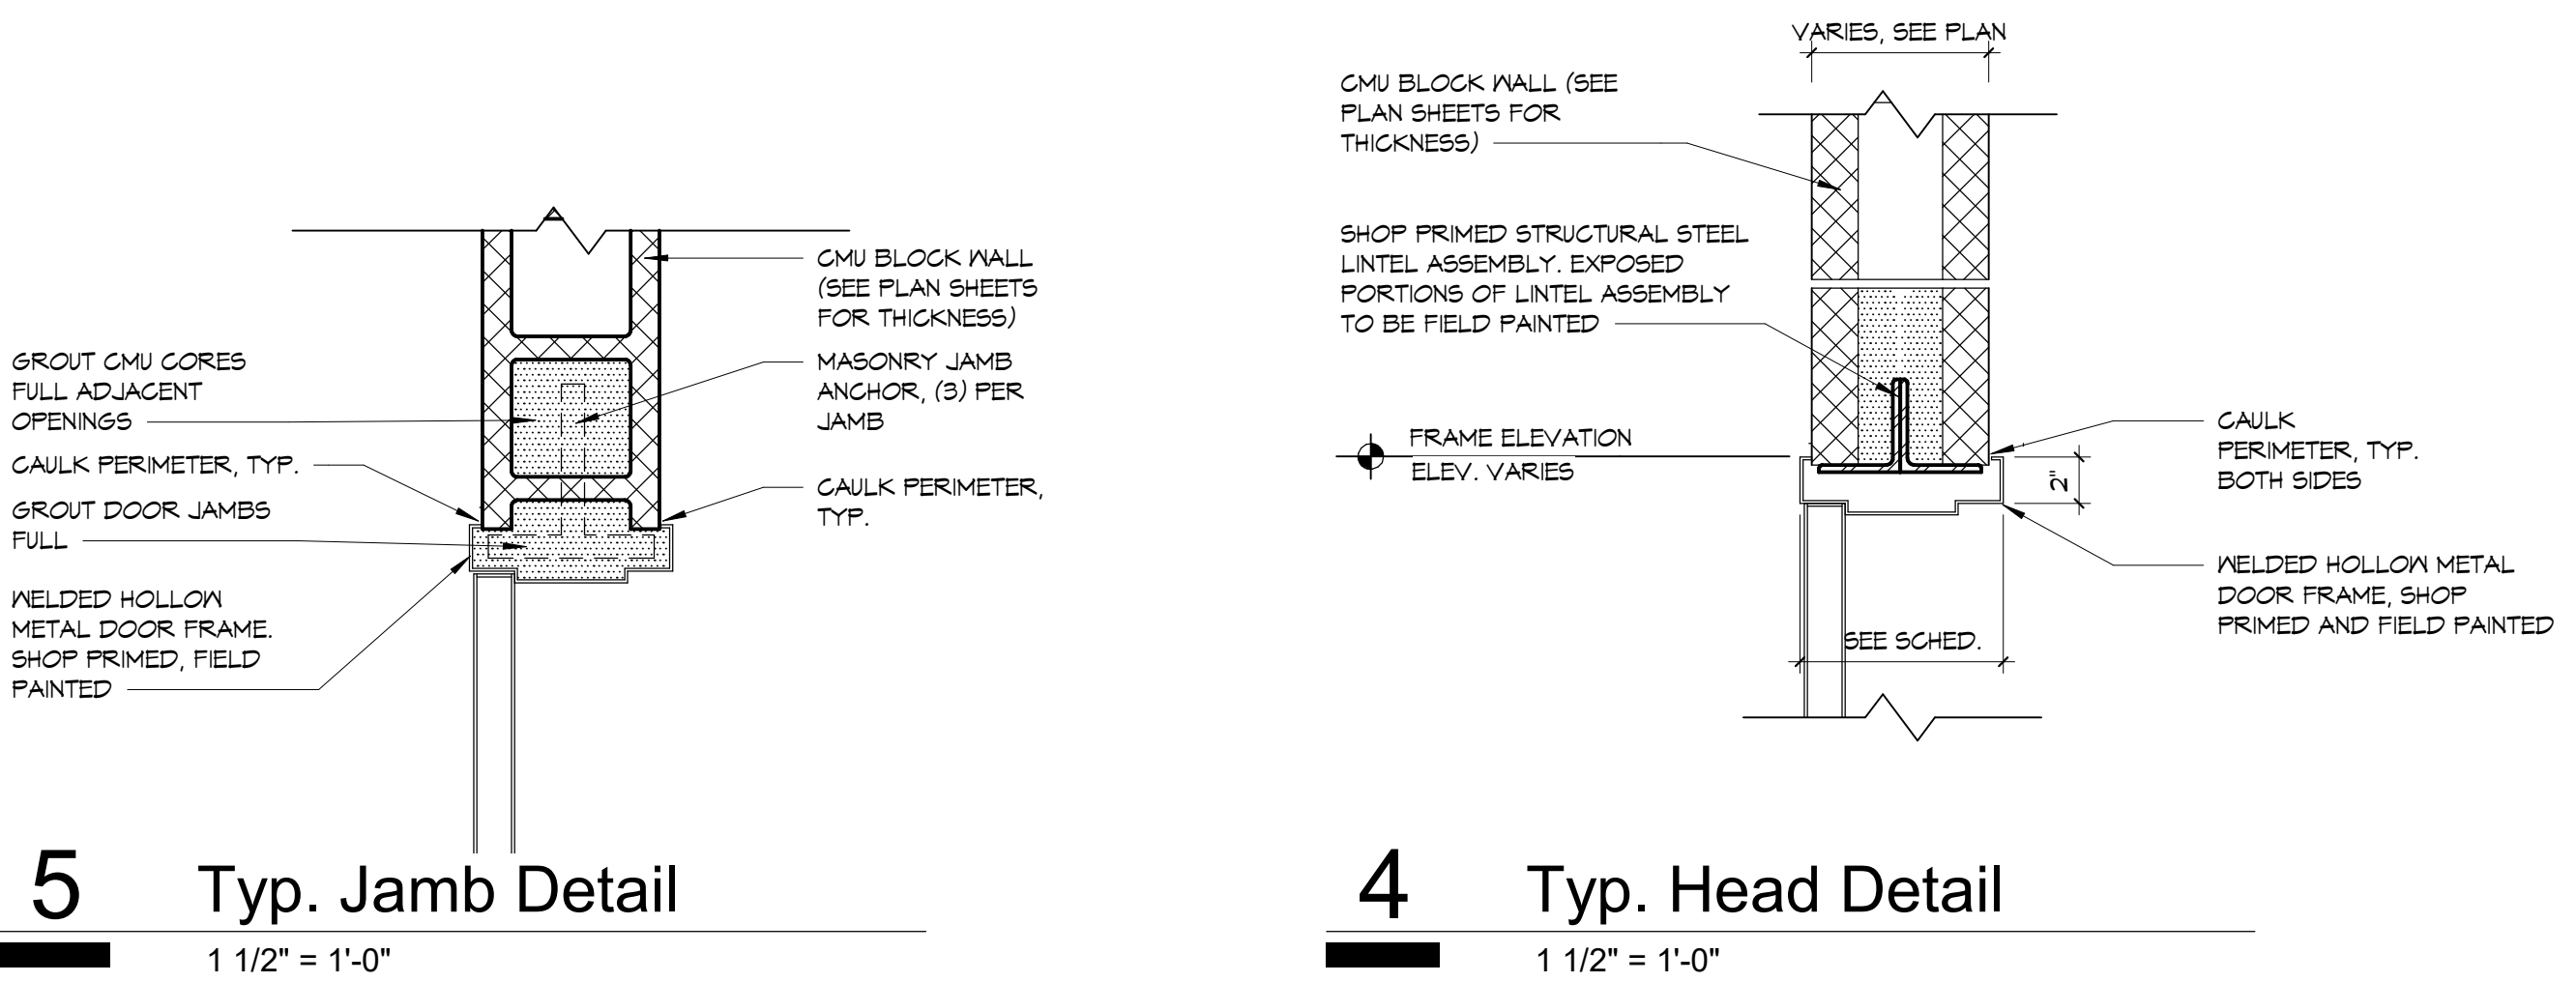 GROUT CMU CORES
FULL ADJACENT
OPENINGS
CAULK PERIMETER, TYP.
GROUT DOOR JAMBS
FULL
WELDED HOLLOW
METAL DOOR FRAME.
SHOP PRIMED, FIELD
PAINTED
CMU BLOCK WALL
(SEE PLAN SHEETS
FOR THICKNESS)
MASONRY JAMB
ANCHOR, (3) PER
JAMB
CAULK PERIMETER,
TYP.
5
Typ. Jamb Detail
1 1/2" = 1'-0"
VARIES, SEE PLAN
CMU BLOCK WALL (SEE
PLAN SHEETS FOR
THICKNESS)
SHOP PRIMED STRUCTURAL STEEL
LINTEL ASSEMBLY. EXPOSED
PORTIONS OF LINTEL ASSEMBLY
TO BE FIELD PAINTED
FRAME ELEVATION
ELEV. VARIES
CAULK
PERIMETER, TYP.
BOTH SIDES
2"
WELDED HOLLOW METAL
DOOR FRAME, SHOP
PRIMED AND FIELD PAINTED
SEE SCHED.
4
Typ. Head Detail
1 1/2" = 1'-0"